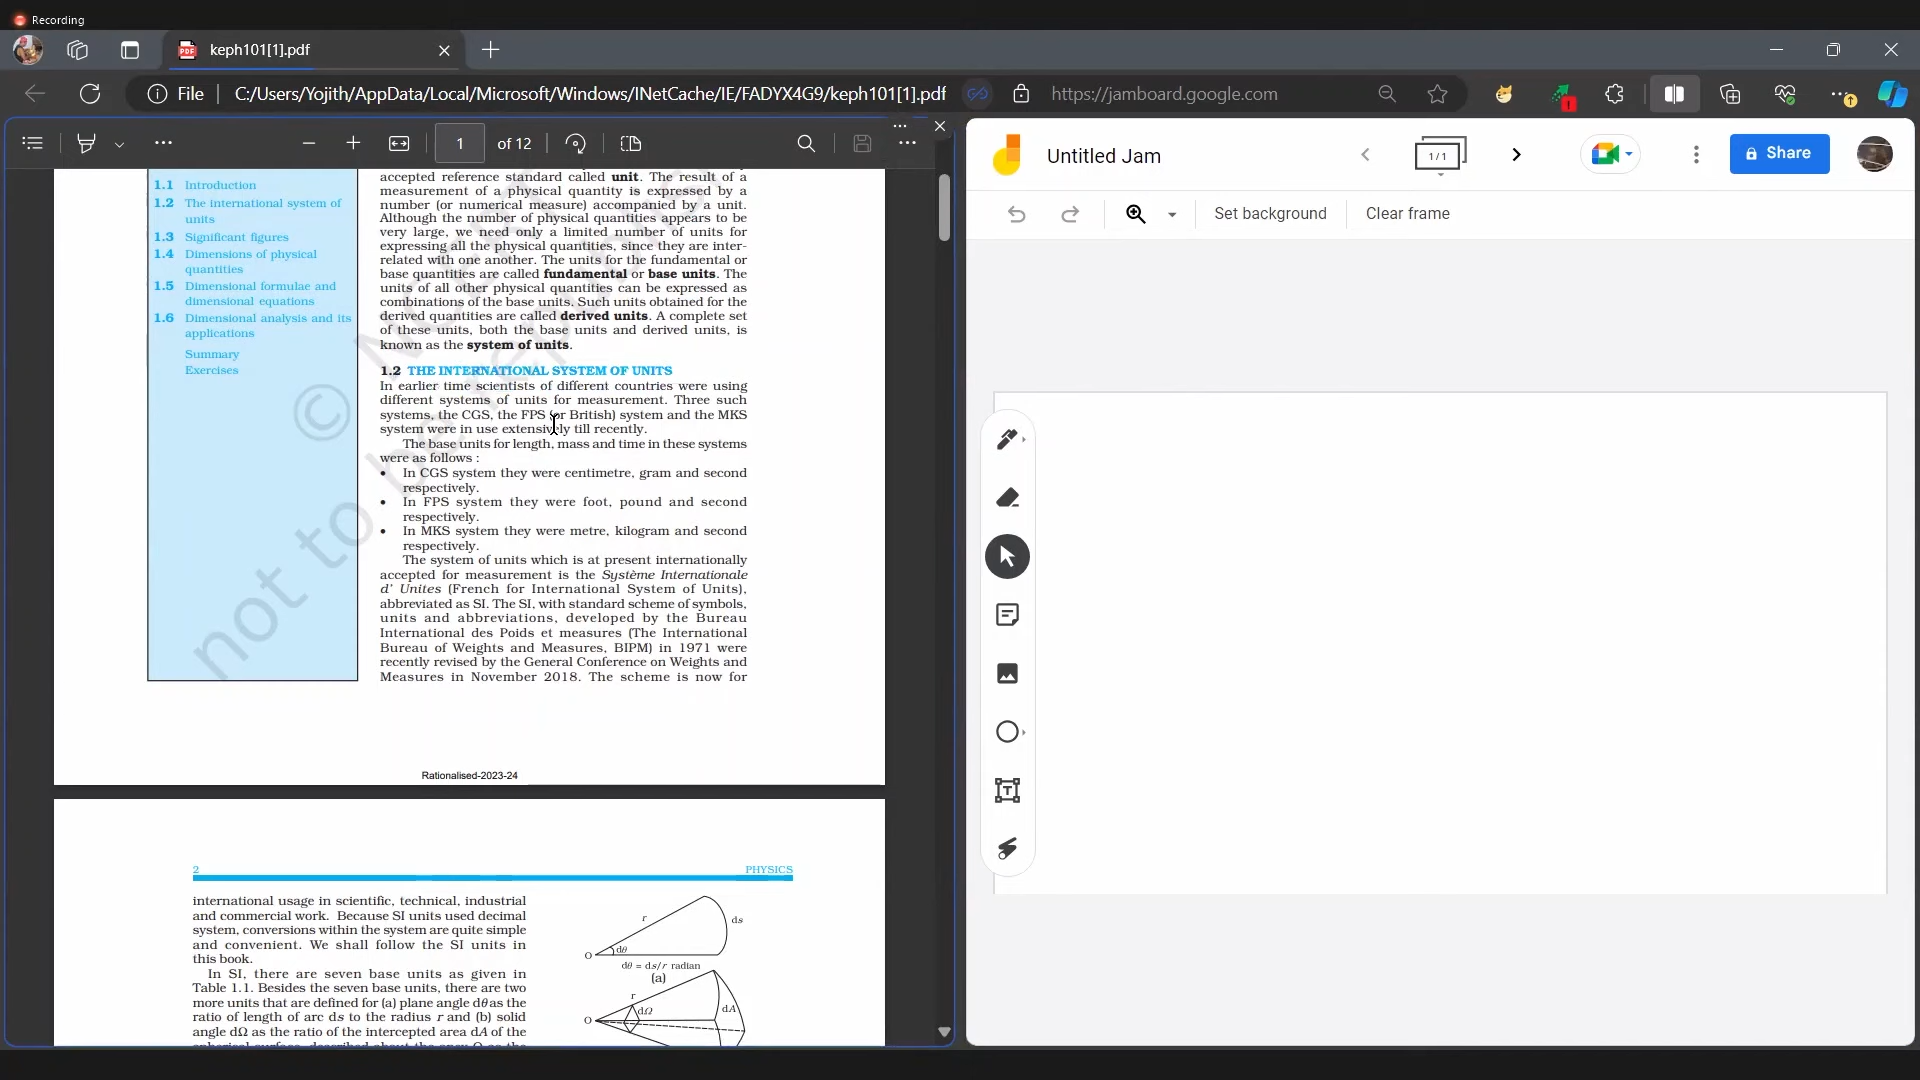 Recording
PDF keph101[1].pdf
File | C:/Users/Yojith/AppData/Local/Microsoft/Windows/INetCache/IE/FADYX4G9/keph101[1].pdf
https://jamboard.google.com
1 of 12
1.1 Introduction
1.2 The international system of
units
1.3 Significant figures
1.4 Dimensions of physical
quantities
1.5 Dimensional formulae and
dimensional equations
1.6 Dimensional analysis and its
applications
Summary
Exercises
accepted reference standard called unit. The result of a
measurement of a physical quantity is expressed by a
number (or numerical measure) accompanied by a unit.
Although the number of physical quantities appears to be
very large, we need only a limited number of units for
expressing all the physical quantities, since they are inter-
related with one another. The units for the fundamental or
base quantities are called fundamental or base units. The
units of all other physical quantities can be expressed as
combinations of the base units. Such units obtained for the
derived quantities are called derived units. A complete set
of these units, both the base units and derived units, is
known as the system of units.
1.2 THE INTERNATIONAL SYSTEM OF UNITS
In earlier time scientists of different countries were using
different systems of units for measurement. Three such
systems, the CGS, the FPS (or British) system and the MKS
system were in use extensively till recently.
The base units for length, mass and time in these systems
were as follows :
• In CGS system they were centimetre, gram and second
respectively.
• In FPS system they were foot, pound and second
respectively.
• In MKS system they were metre, kilogram and second
respectively.
The system of units which is at present internationally
accepted for measurement is the Système Internationale
d' Unites (French for International System of Units),
abbreviated as SI. The SI, with standard scheme of symbols,
units and abbreviations, developed by the Bureau
International des Poids et measures (The International
Bureau of Weights and Measures, BIPM) in 1971 were
recently revised by the General Conference on Weights and
Measures in November 2018. The scheme is now for
© NCERT
not to be republished
Rationalised-2023-24
2 PHYSICS
international usage in scientific, technical, industrial
and commercial work. Because SI units used decimal
system, conversions within the system are quite simple
and convenient. We shall follow the SI units in
this book.
In SI, there are seven base units as given in
Table 1.1. Besides the seven base units, there are two
more units that are defined for (a) plane angle dθ as the
ratio of length of arc ds to the radius r and (b) solid
angle dΩ as the ratio of the intercepted area dA of the
r
ds
O
dθ
dθ = ds/r radian
(a)
r
dΩ
dA
O
Untitled Jam
1/1
Share
Set background
Clear frame